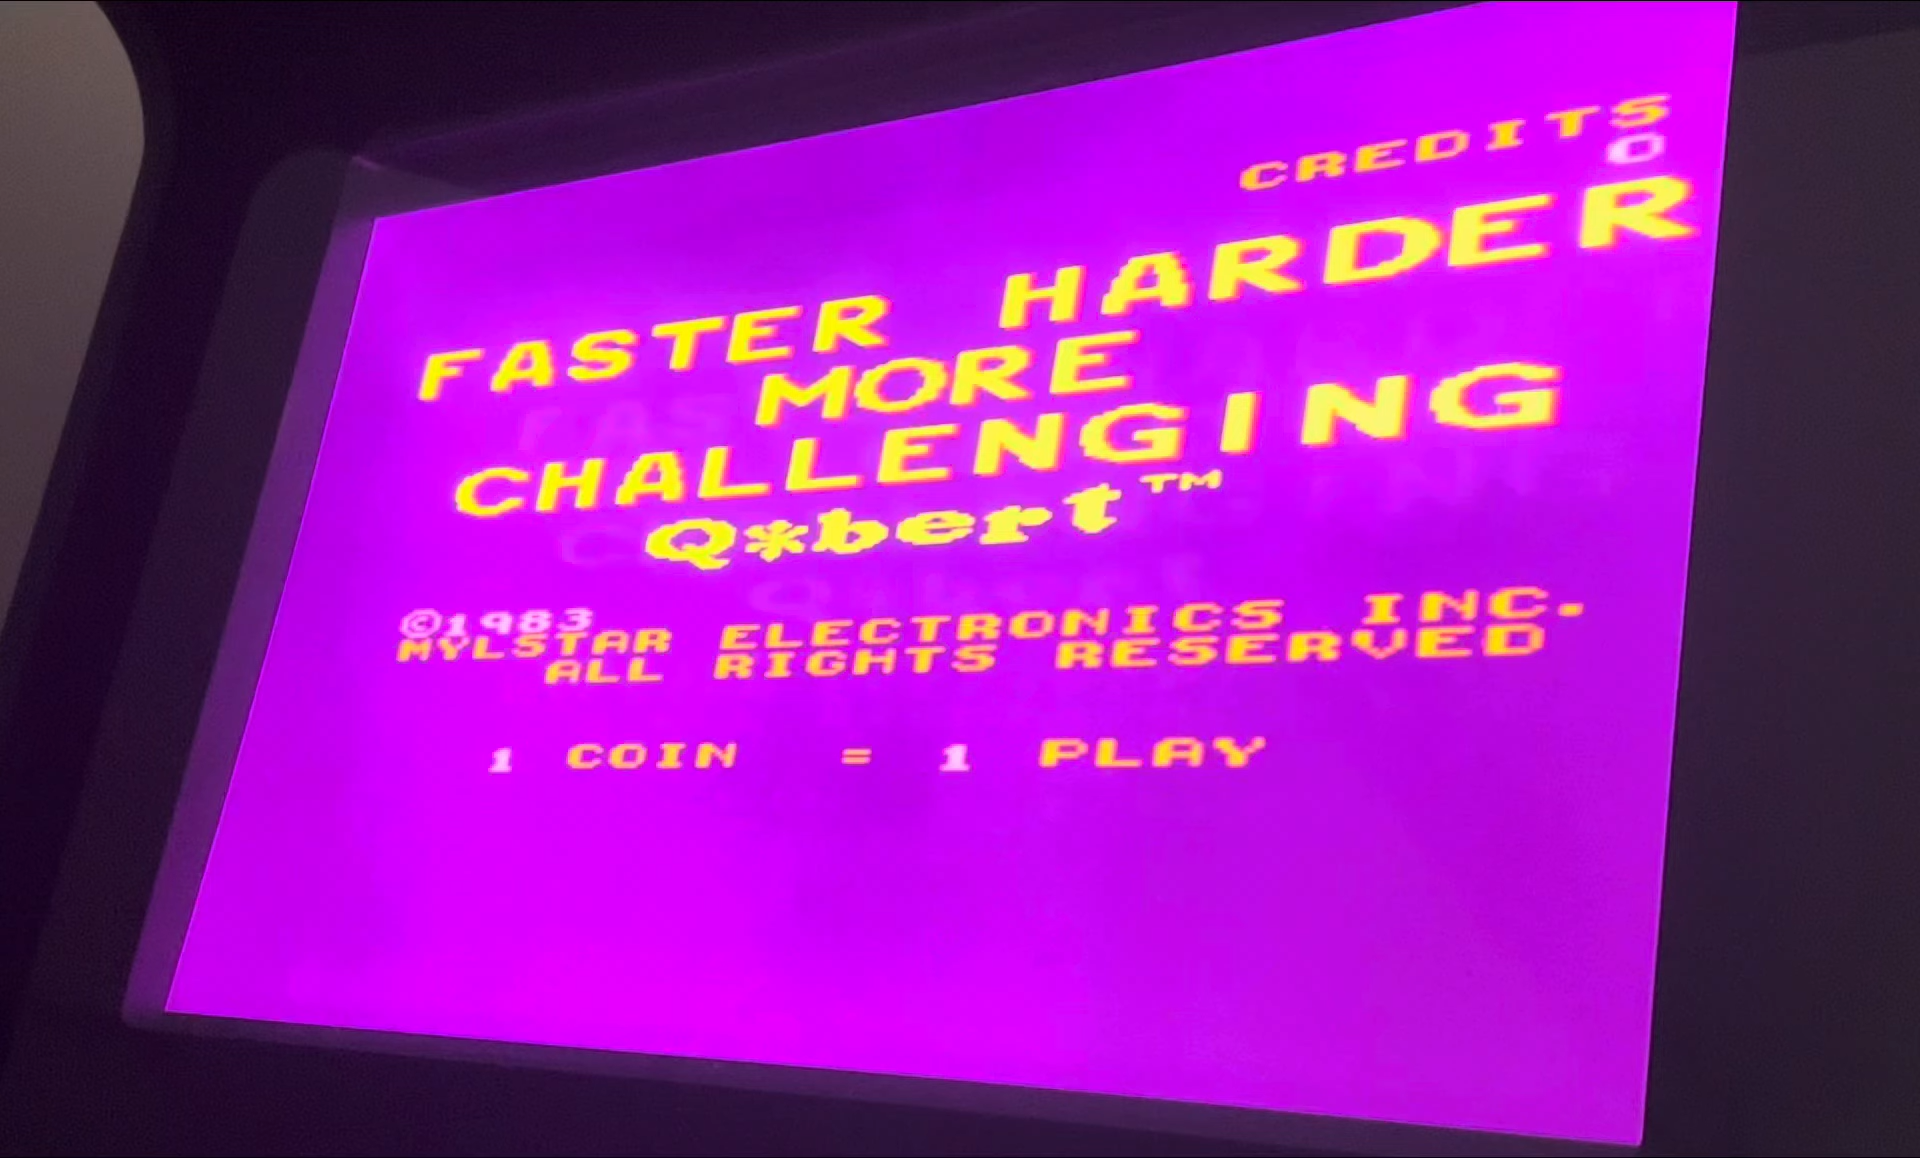 CREDITS
0
FASTER HARDER
MORE
CHALLENGING
Q*bert™
©1983
MYLSTAR ELECTRONICS INC.
ALL RIGHTS RESERVED
1 COIN = 1 PLAY